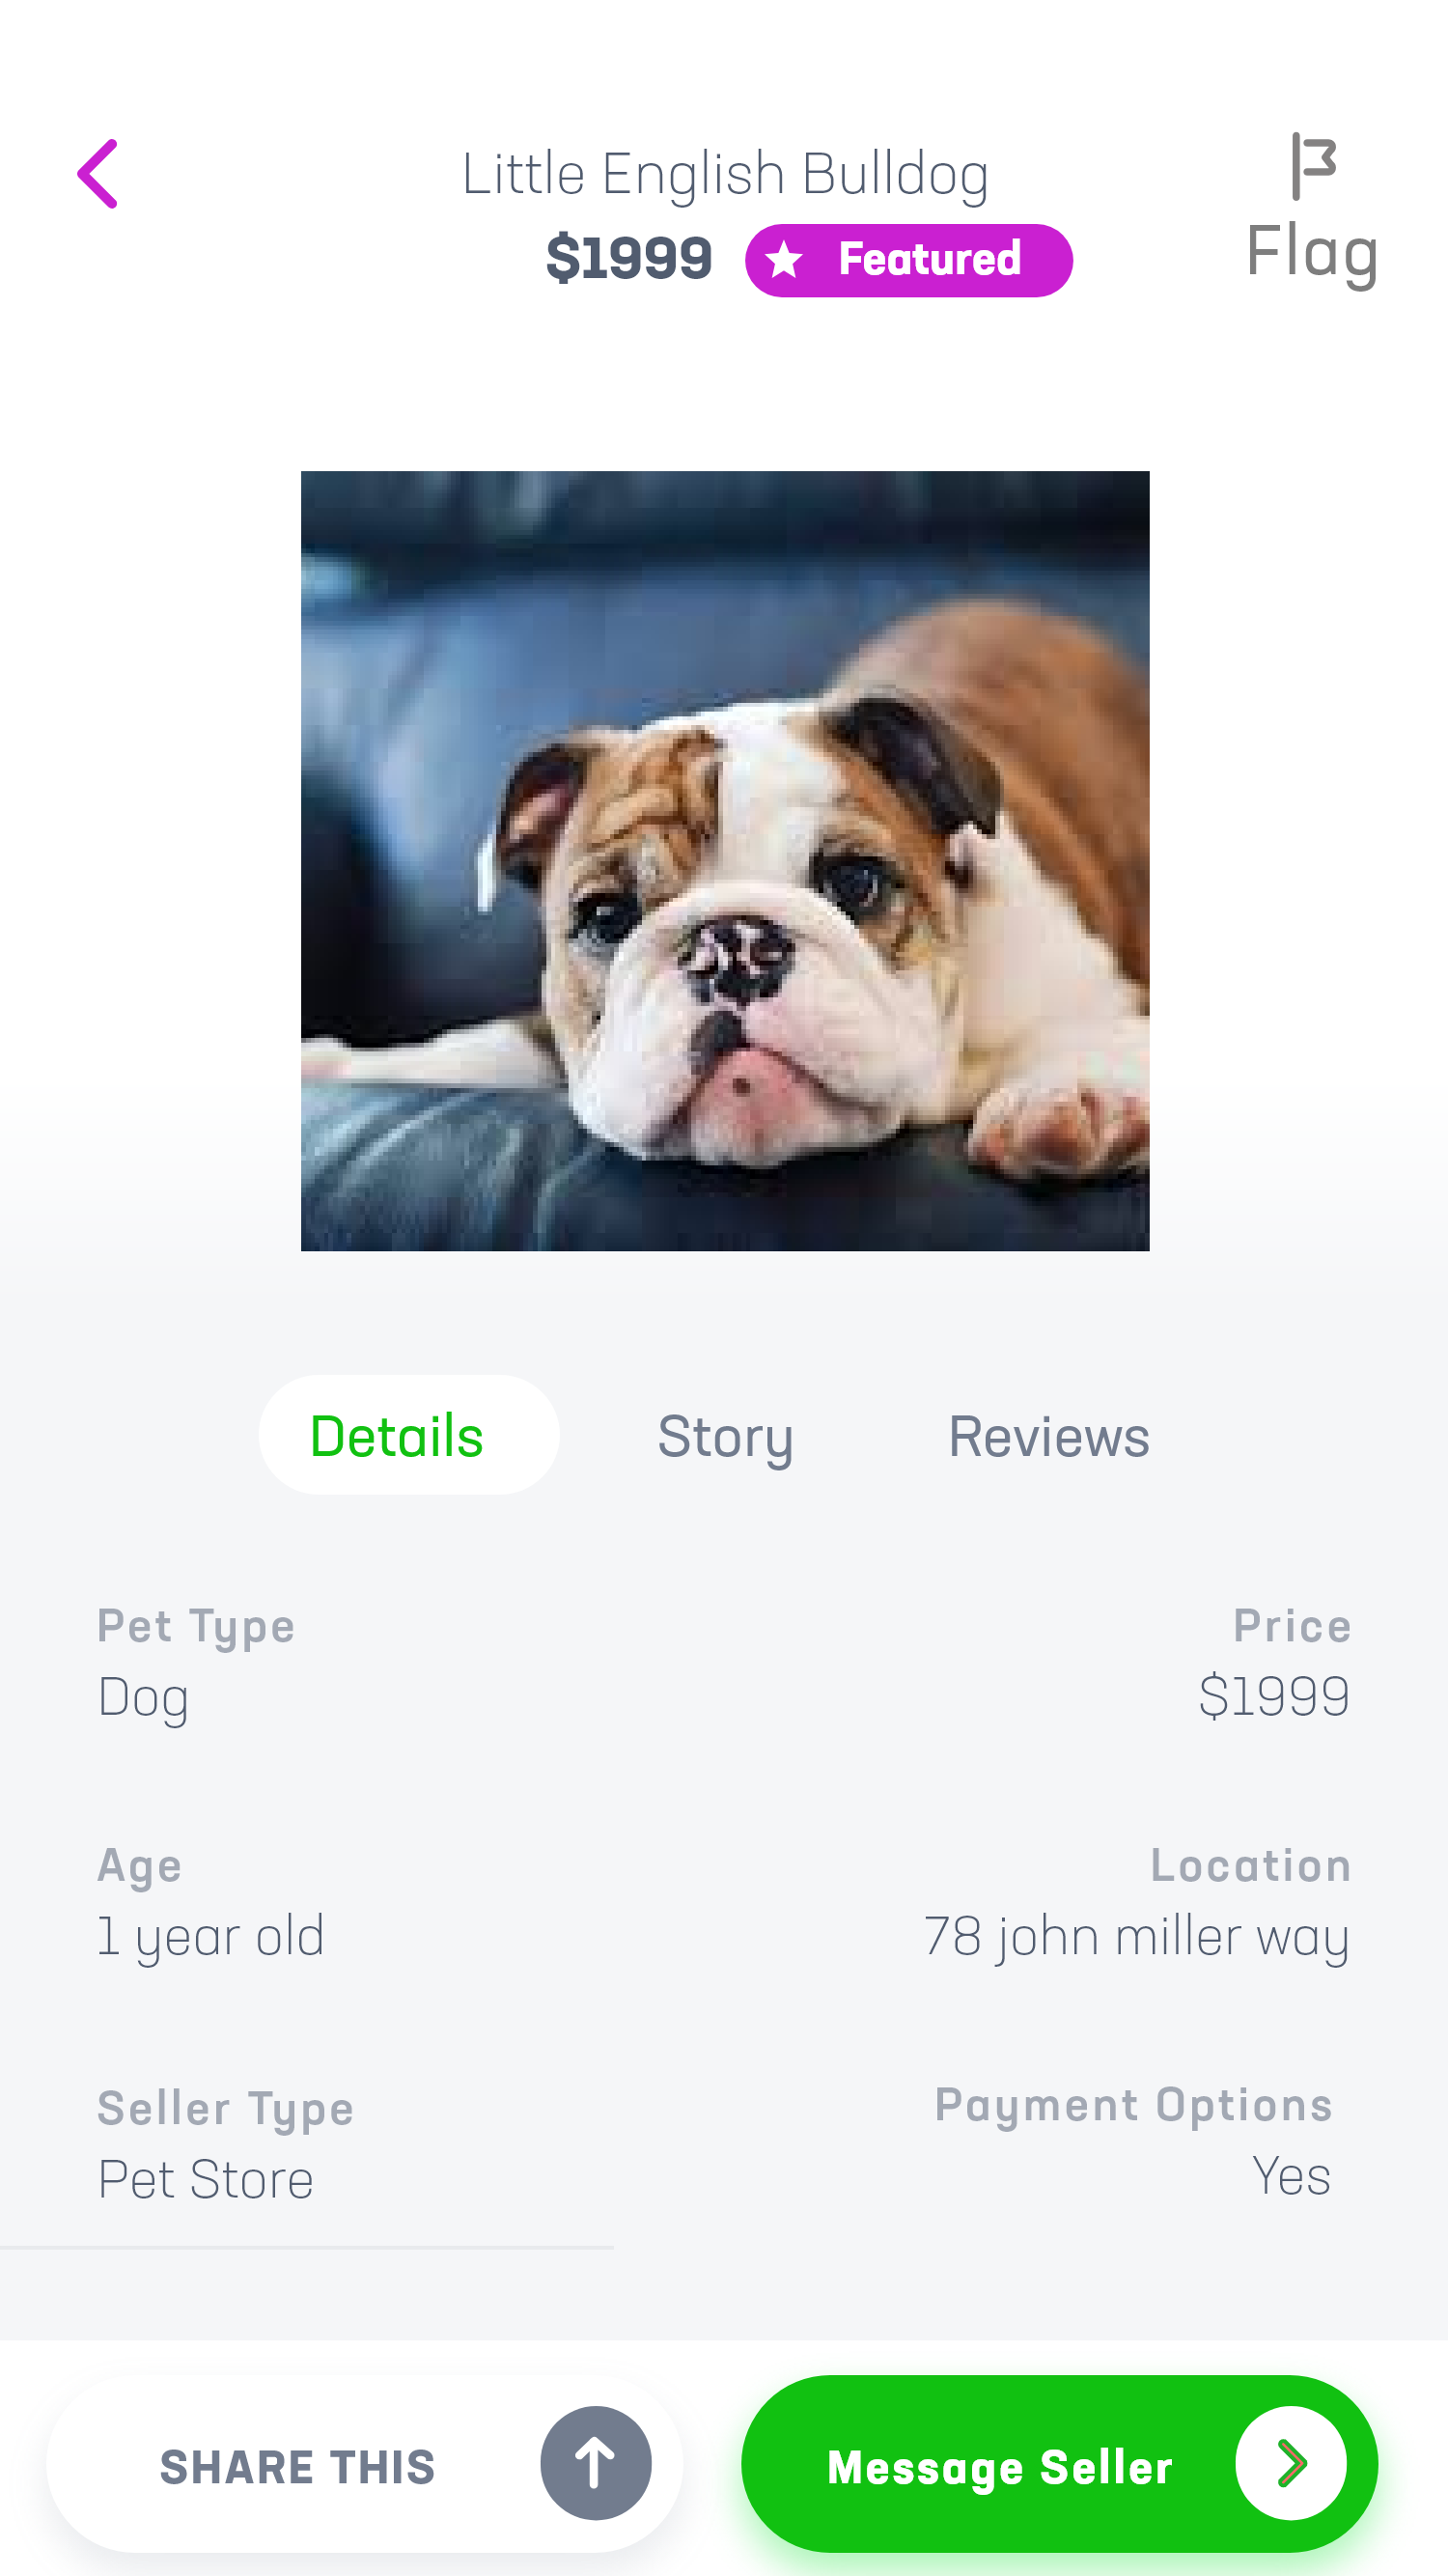 Little English Bulldog
$1999 Featured
Flag
Details Story Reviews
Pet Type Price
Dog $1999
Age Location
1 year old 78 john miller way
Seller Type Payment Options
Pet Store Yes
SHARE THIS Message Seller